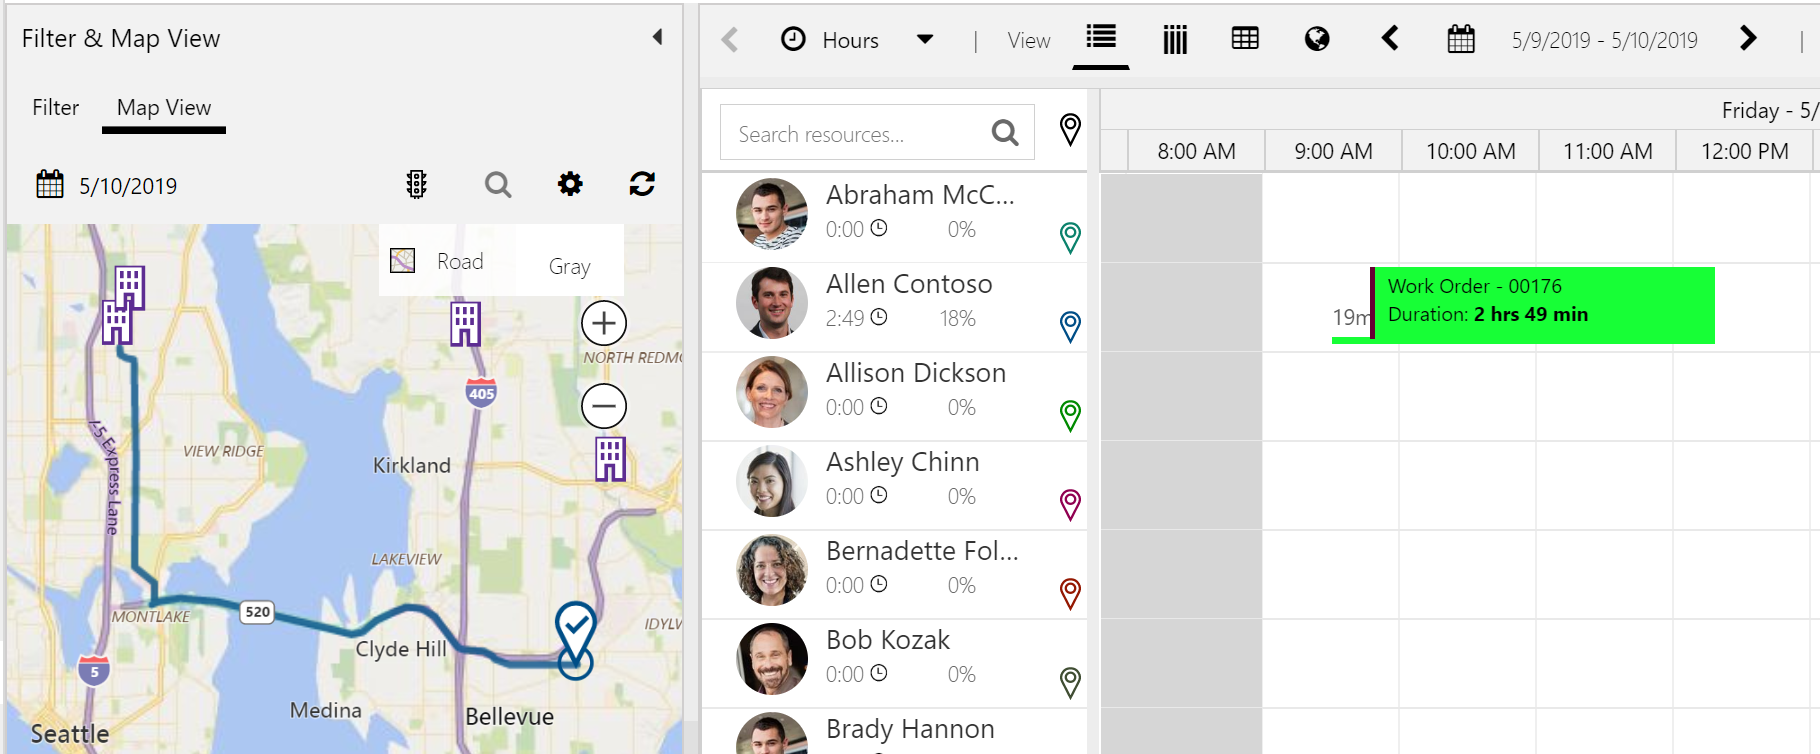 Filter & Map View
Filter Map View
5/10/2019
Road Gray
NORTH REDMO
405
I-5 Express Lane
VIEW RIDGE
Kirkland
LAKEVIEW
MONTLAKE
520
IDYLW
Clyde Hill
5
Medina
Bellevue
Seattle
Hours | View 5/9/2019 - 5/10/2019 |
Search resources...
Friday - 5/
8:00 AM 9:00 AM 10:00 AM 11:00 AM 12:00 PM
Abraham McC...
0:00 0%
Allen Contoso
2:49 18%
19m
Work Order - 00176
Duration: 2 hrs 49 min
Allison Dickson
0:00 0%
Ashley Chinn
0:00 0%
Bernadette Fol...
0:00 0%
Bob Kozak
0:00 0%
Brady Hannon